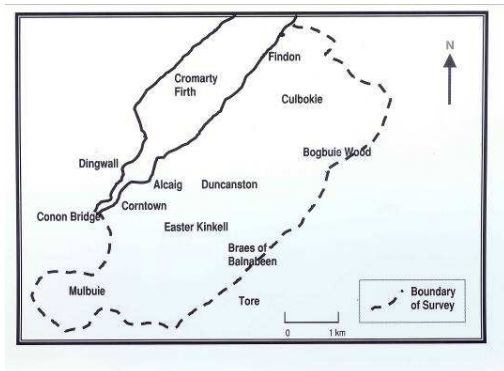 Findon
N
Cromarty
Firth
Culbokie
Bogbuie Wood
Dingwall
Alcaig
Duncanston
Corntown
Conon Bridge
Easter Kinkell
Braes of
Balnabeen
Mulbuie
Tore
Boundary
of Survey
0 1 km